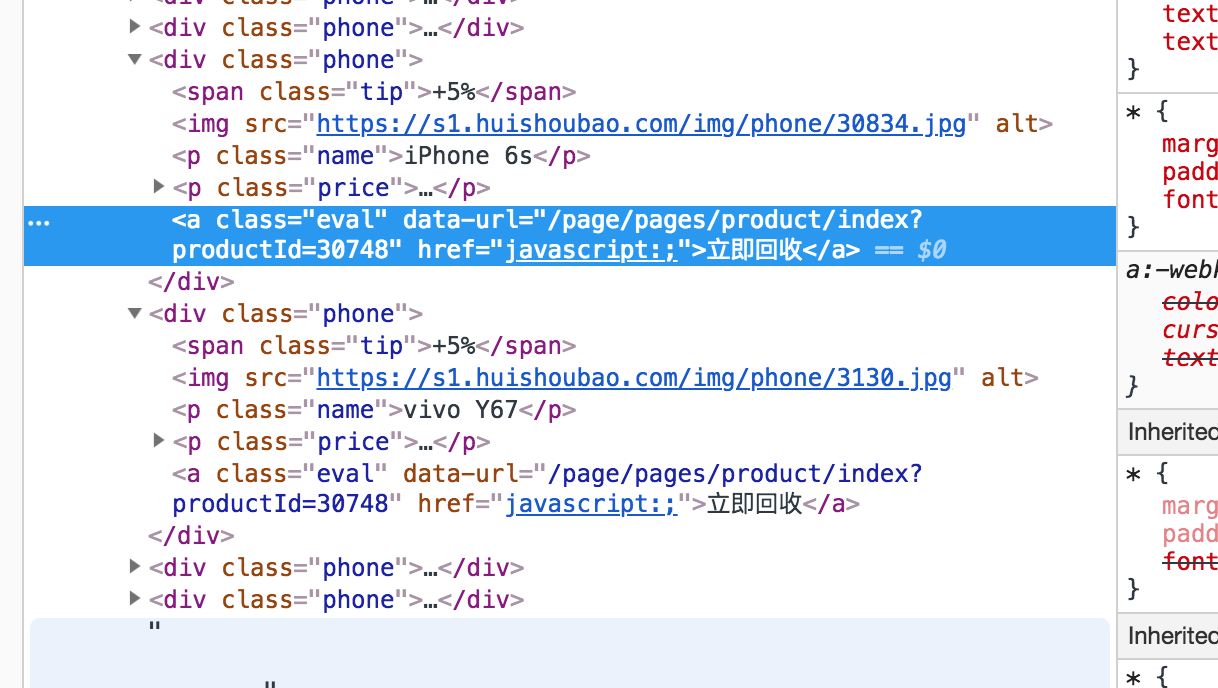 <div class="phone">…</div>
<div class="phone">…</div>
<div class="phone">
<span class="tip">+5%</span>
<img src="https://s1.huishoubao.com/img/phone/30834.jpg" alt>
<p class="name">iPhone 6s</p>
<p class="price">…</p>
… <a class="eval" data-url="/page/pages/product/index?
productId=30748" href="javascript:;">立即回收</a> == $0
</div>
<div class="phone">
<span class="tip">+5%</span>
<img src="https://s1.huishoubao.com/img/phone/3130.jpg" alt>
<p class="name">vivo Y67</p>
<p class="price">…</p>
<a class="eval" data-url="/page/pages/product/index?
productId=30748" href="javascript:;">立即回收</a>
</div>
<div class="phone">…</div>
<div class="phone">…</div>
"
"
text
text
}
* {
marg
padd
font
}
a:-webk
colo
curs
text
}
Inherited
* {
marg
padd
font
}
Inherited
* {